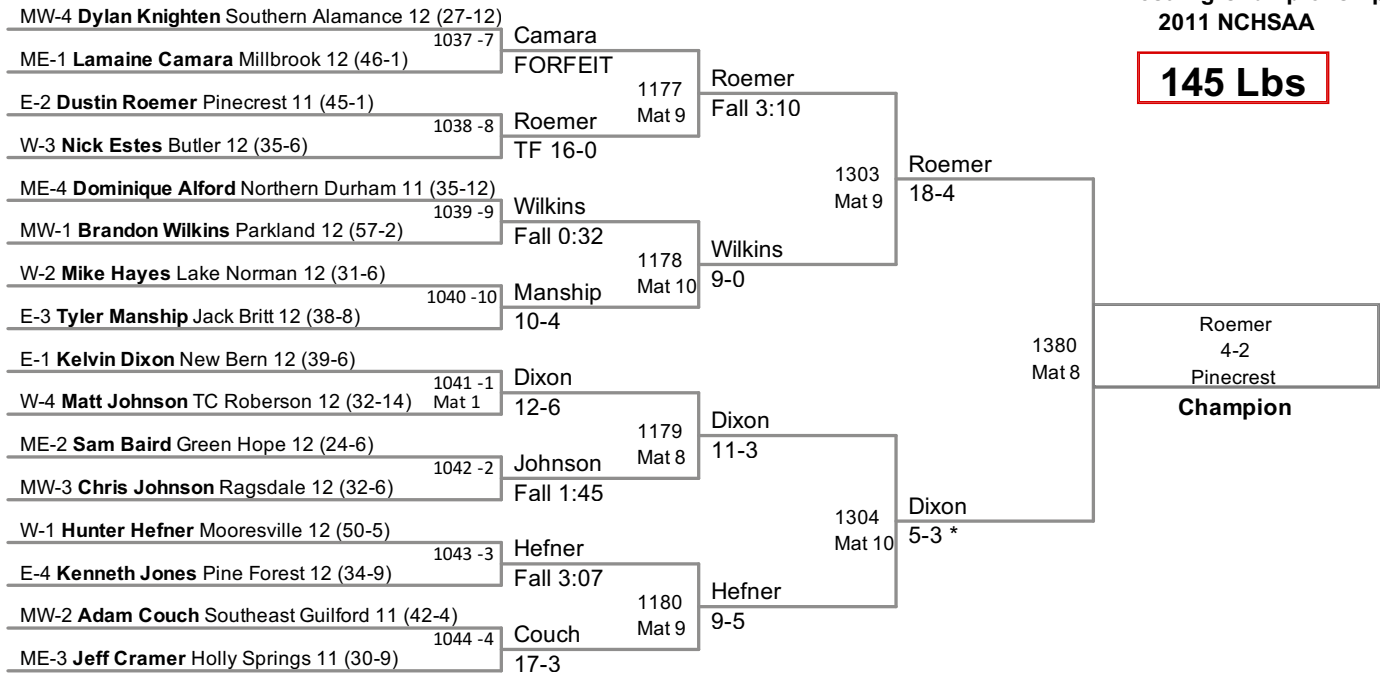 2011 NCHSAA
145 Lbs
MW-4 Dylan Knighten Southern Alamance 12 (27-12)
1037 -7
ME-1 Lamaine Camara Millbrook 12 (46-1)
Camara
FORFEIT
E-2 Dustin Roemer Pinecrest 11 (45-1)
1038 -8
W-3 Nick Estes Butler 12 (35-6)
Roemer
TF 16-0
1177
Mat 9
Roemer
Fall 3:10
ME-4 Dominique Alford Northern Durham 11 (35-12)
1039 -9
MW-1 Brandon Wilkins Parkland 12 (57-2)
Wilkins
Fall 0:32
W-2 Mike Hayes Lake Norman 12 (31-6)
1040 -10
E-3 Tyler Manship Jack Britt 12 (38-8)
Manship
10-4
1178
Mat 10
Wilkins
9-0
1303
Mat 9
Roemer
18-4
E-1 Kelvin Dixon New Bern 12 (39-6)
1041 -1
Mat 1
W-4 Matt Johnson TC Roberson 12 (32-14)
Dixon
12-6
ME-2 Sam Baird Green Hope 12 (24-6)
1042 -2
MW-3 Chris Johnson Ragsdale 12 (32-6)
Johnson
Fall 1:45
1179
Mat 8
Dixon
11-3
W-1 Hunter Hefner Mooresville 12 (50-5)
1043 -3
E-4 Kenneth Jones Pine Forest 12 (34-9)
Hefner
Fall 3:07
MW-2 Adam Couch Southeast Guilford 11 (42-4)
1044 -4
ME-3 Jeff Cramer Holly Springs 11 (30-9)
Couch
17-3
1180
Mat 9
Hefner
9-5
1304
Mat 10
Dixon
5-3 *
1380
Mat 8
Roemer
4-2
Pinecrest
Champion